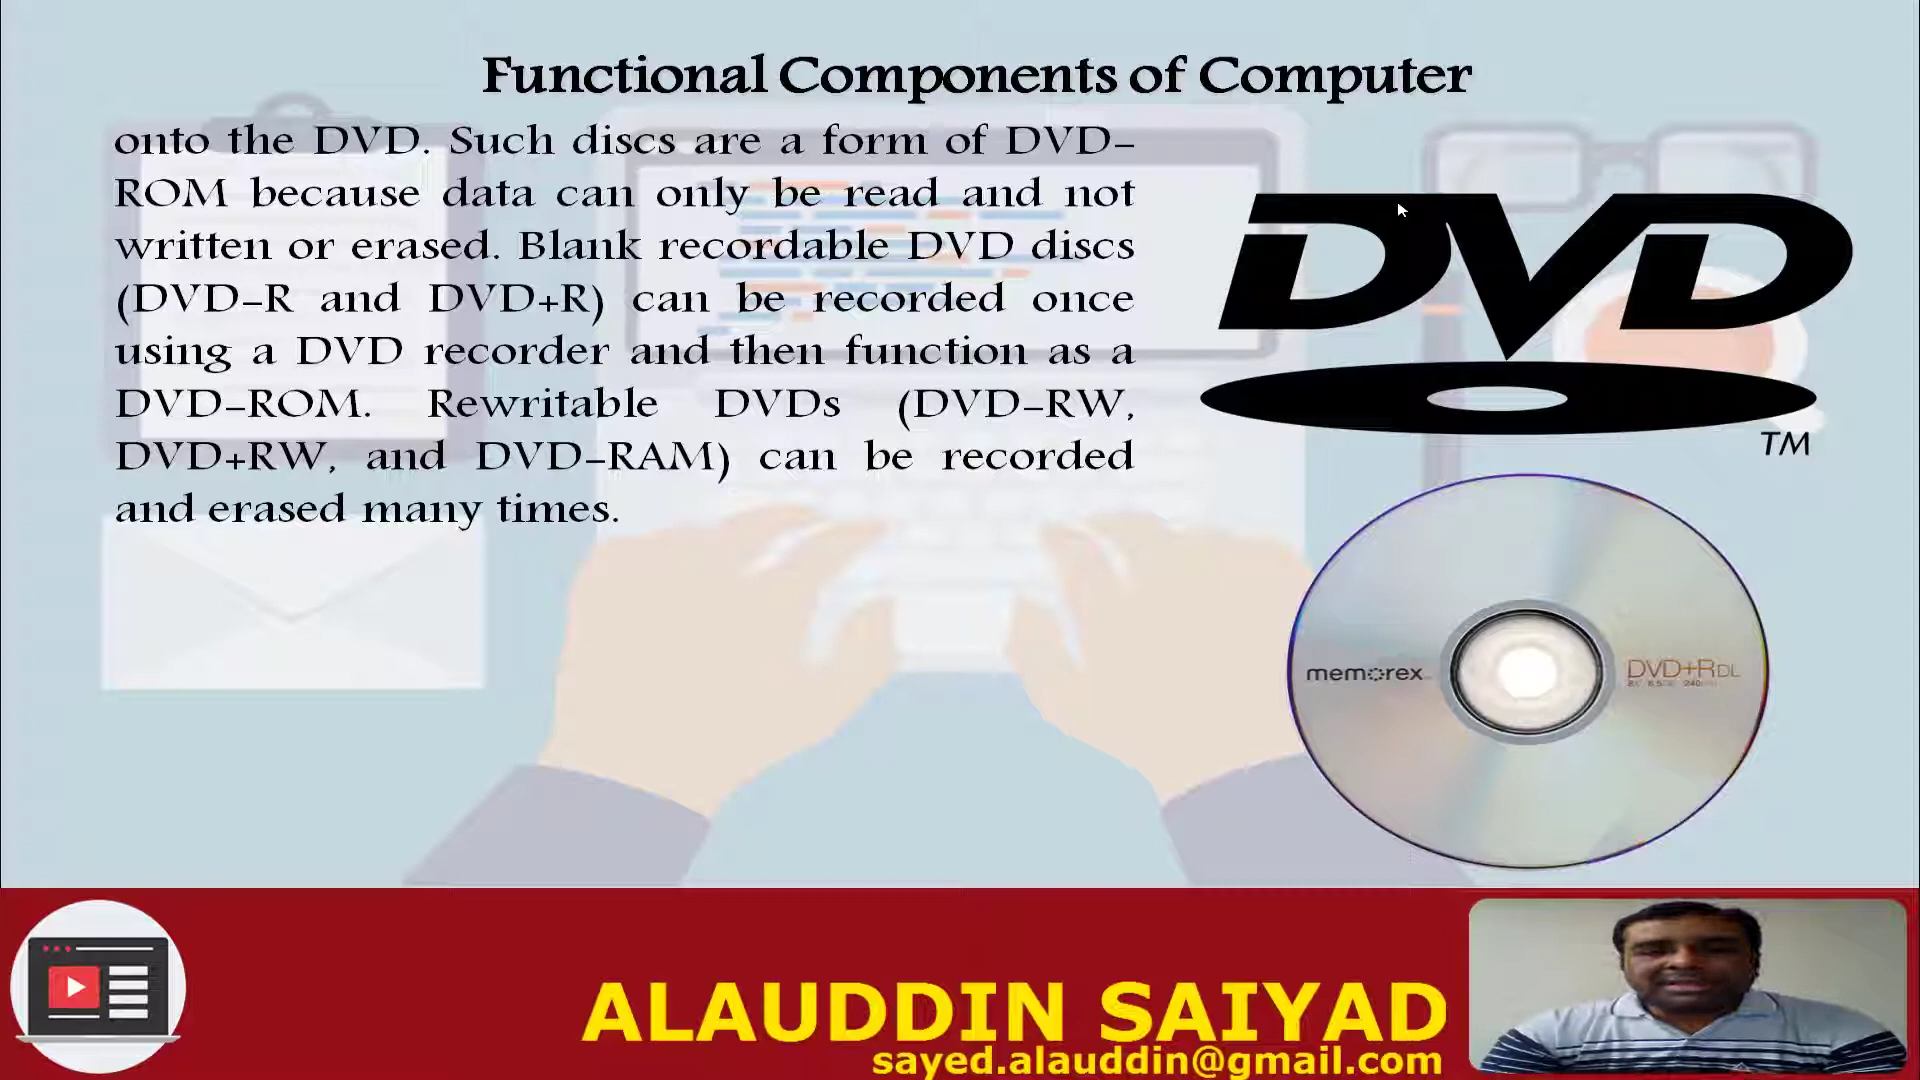 Functional Components of Computer
onto the DVD. Such discs are a form of DVD-
ROM because data can only be read and not
written or erased. Blank recordable DVD discs
(DVD-R and DVD+R) can be recorded once
using a DVD recorder and then function as a
DVD-ROM. Rewritable DVDs (DVD-RW,
DVD+RW, and DVD-RAM) can be recorded
and erased many times.
DVD
TM
memorex
DVD+R DL
ALAUDDIN SAIYAD
sayed.alauddin@gmail.com